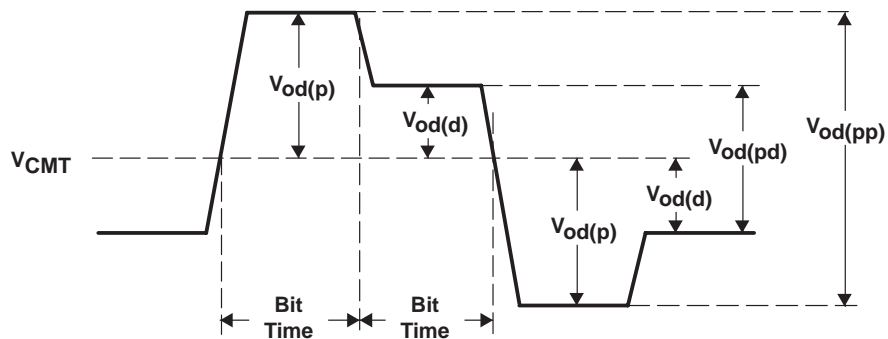 Vod(p)
Vod(d)
Vod(pp)
Vod(pd)
VCMT
Vod(d)
Vod(p)
Bit
Time
Bit
Time